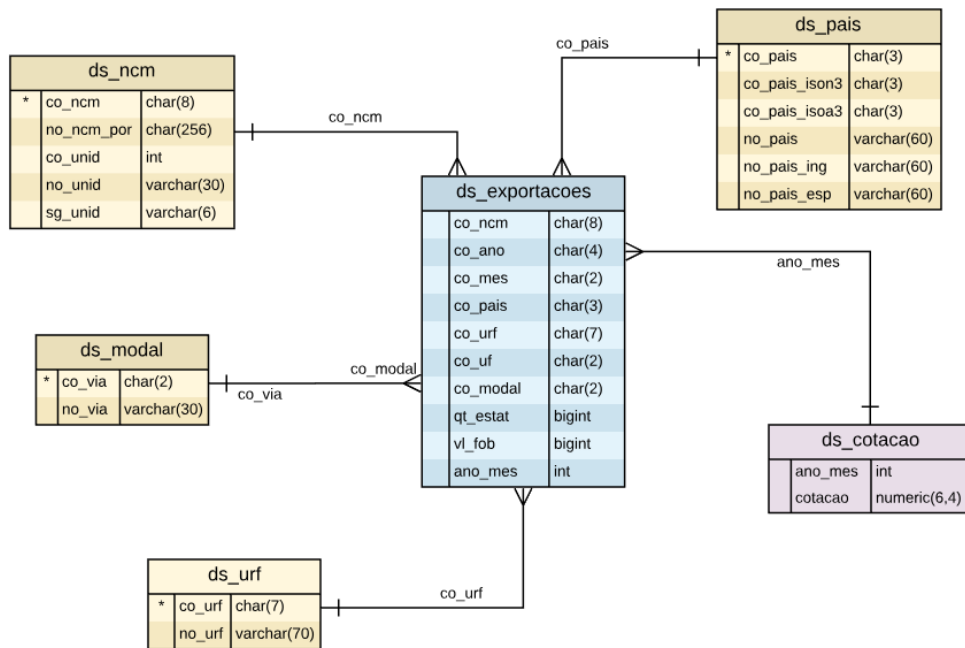 ds_ncm
* co_ncm char(8)
no_ncm_por char(256)
co_unid int
no_unid varchar(30)
sg_unid varchar(6)
co_ncm
co_pais
ds_pais
* co_pais char(3)
co_pais_ison3 char(3)
co_pais_isoa3 char(3)
no_pais varchar(60)
no_pais_ing varchar(60)
no_pais_esp varchar(60)
ds_exportacoes
co_ncm char(8)
co_ano char(4)
co_mes char(2)
co_pais char(3)
co_urf char(7)
co_uf char(2)
co_modal char(2)
qt_estat bigint
vl_fob bigint
ano_mes int
ano_mes
ds_modal
* co_via char(2)
no_via varchar(30)
co_modal
co_via
ds_cotacao
ano_mes int
cotacao numeric(6,4)
ds_urf
* co_urf char(7)
no_urf varchar(70)
co_urf